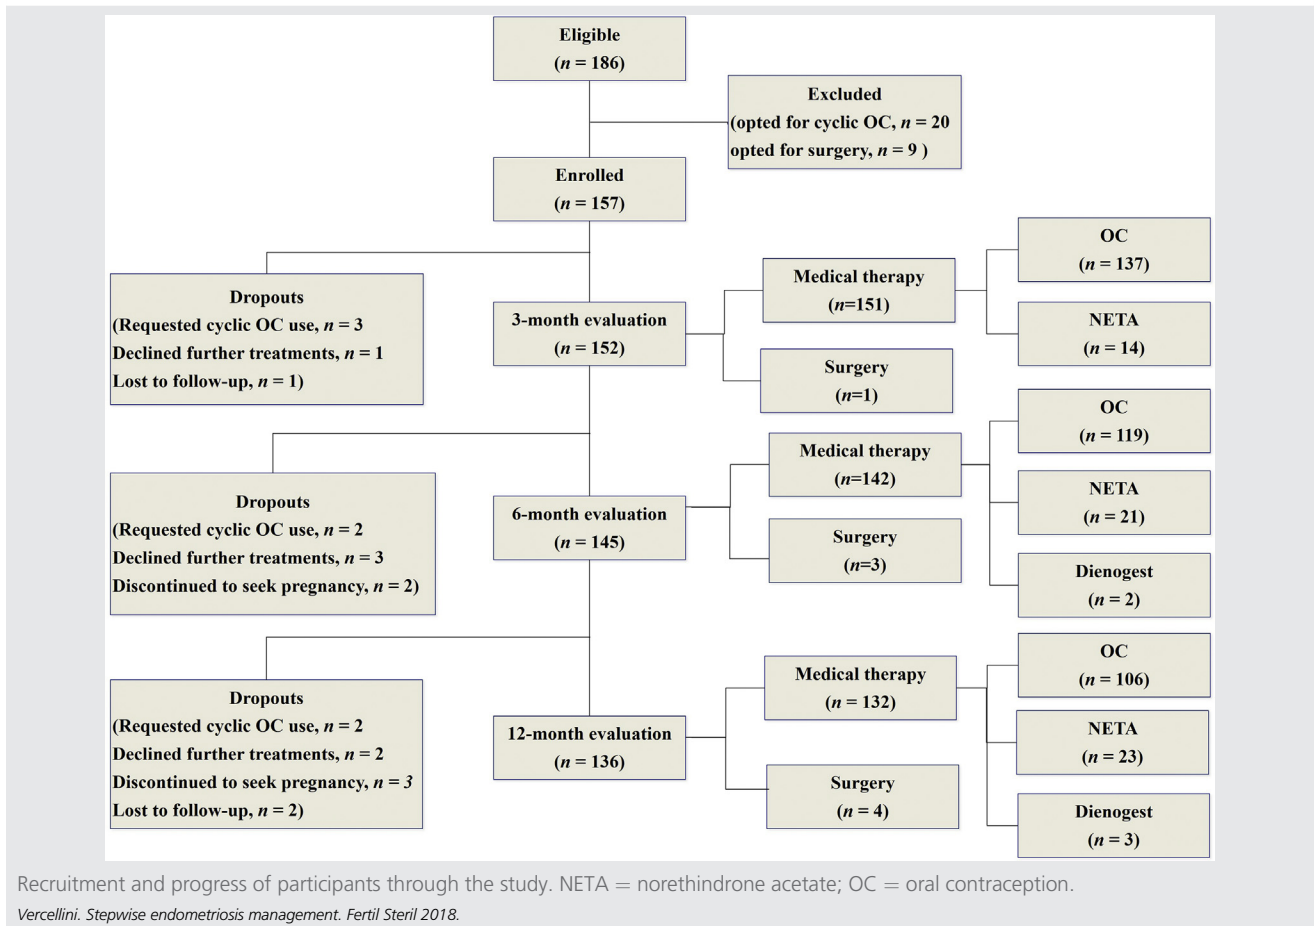 Eligible
(n = 186)
Excluded
(opted for cyclic OC, n = 20
opted for surgery, n = 9 )
Enrolled
(n = 157)
Dropouts
(Requested cyclic OC use, n = 3
Declined further treatments, n = 1
Lost to follow-up, n = 1)
3-month evaluation
(n = 152)
Medical therapy
(n=151)
Surgery
(n=1)
OC
(n = 137)
NETA
(n = 14)
Dropouts
(Requested cyclic OC use, n = 2
Declined further treatments, n = 3
Discontinued to seek pregnancy, n = 2)
6-month evaluation
(n = 145)
Medical therapy
(n=142)
Surgery
(n=3)
OC
(n = 119)
NETA
(n = 21)
Dienogest
(n = 2)
Dropouts
(Requested cyclic OC use, n = 2
Declined further treatments, n = 2
Discontinued to seek pregnancy, n = 3
Lost to follow-up, n = 2)
12-month evaluation
(n = 136)
Medical therapy
(n = 132)
Surgery
(n = 4)
OC
(n = 106)
NETA
(n = 23)
Dienogest
(n = 3)
Recruitment and progress of participants through the study. NETA = norethindrone acetate; OC = oral contraception.
Vercellini. Stepwise endometriosis management. Fertil Steril 2018.